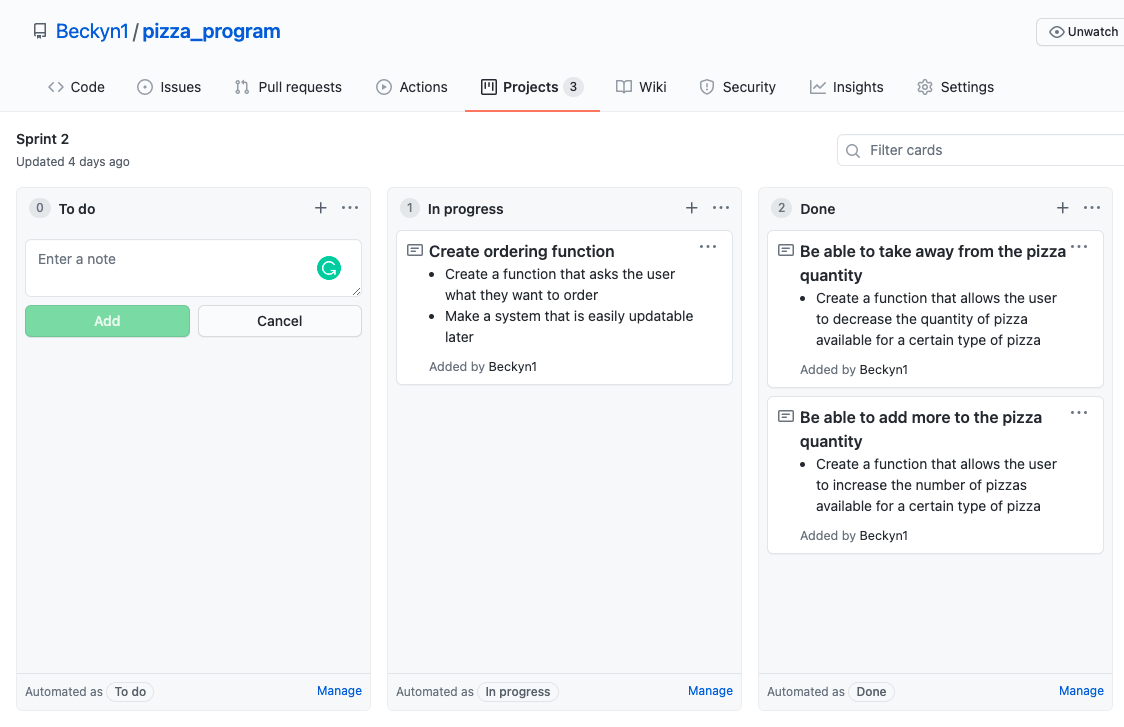 Beckyn1 / pizza_program
Unwatch
Code Issues Pull requests Actions Projects 3 Wiki Security Insights Settings
Sprint 2
Updated 4 days ago
Filter cards
0 To do
Enter a note
Add Cancel
Automated as To do Manage
1 In progress
Create ordering function
Create a function that asks the user
what they want to order
Make a system that is easily updatable
later
Added by Beckyn1
Automated as In progress Manage
2 Done
Be able to take away from the pizza
quantity
Create a function that allows the user
to decrease the quantity of pizza
available for a certain type of pizza
Added by Beckyn1
Be able to add more to the pizza
quantity
Create a function that allows the user
to increase the number of pizzas
available for a certain type of pizza
Added by Beckyn1
Automated as Done Manage